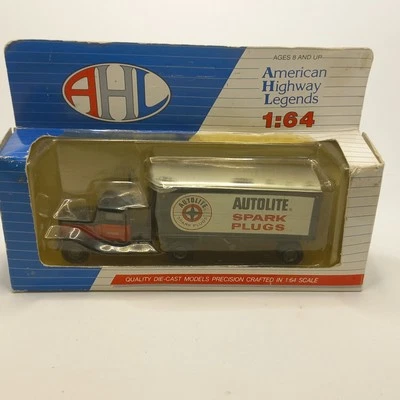 AHL
AGES 8 AND UP
American
Highway
Legends
1:64
AUTOLITE
AUTOLITE®
SPARK
PLUGS
QUALITY DIE-CAST MODELS PRECISION CRAFTED IN 1:64 SCALE